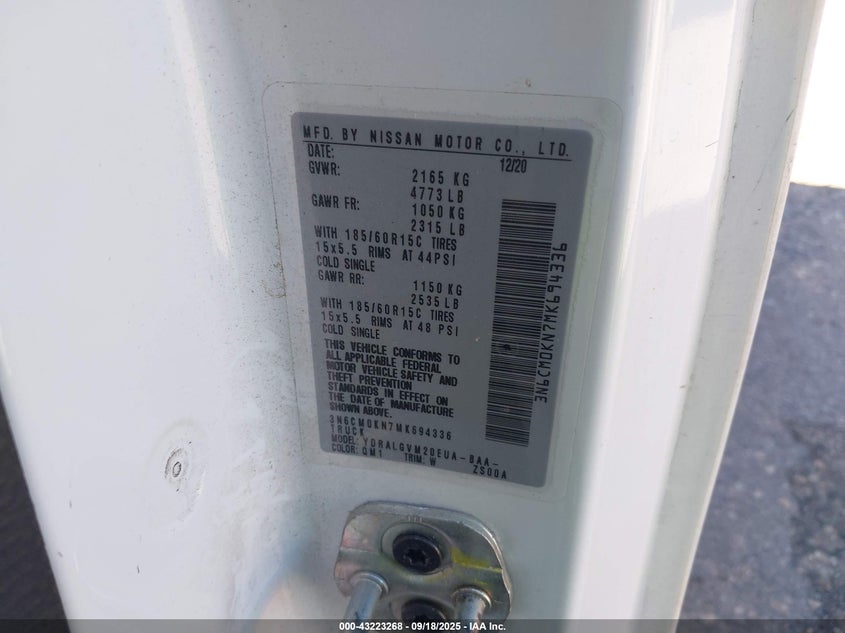 MFD. BY NISSAN MOTOR CO., LTD.
DATE: 12/20
GVWR: 2165 KG
4773 LB
GAWR FR: 1050 KG
2315 LB
WITH 185/60R15C TIRES
15x5.5 RIMS AT 44PSI
COLD SINGLE
GAWR RR: 1150 KG
2535 LB
WITH 185/60R15C TIRES
15x5.5 RIMS AT 48 PSI
COLD SINGLE
THIS VEHICLE CONFORMS TO
ALL APPLICABLE FEDERAL
MOTOR VEHICLE SAFETY AND
THEFT PREVENTION
STANDARDS IN EFFECT ON
THE DATE OF MANUFACTURE
SHOWN ABOVE.
3N6CM0KN7MK694336
TRUCK
MODEL: YDRALGVM20EUA-BAA-
COLOR: QM1 TRIM: W ZS00A
3N6CM0KN7MK694336
000-43223268 - 09/18/2025 - IAA Inc.